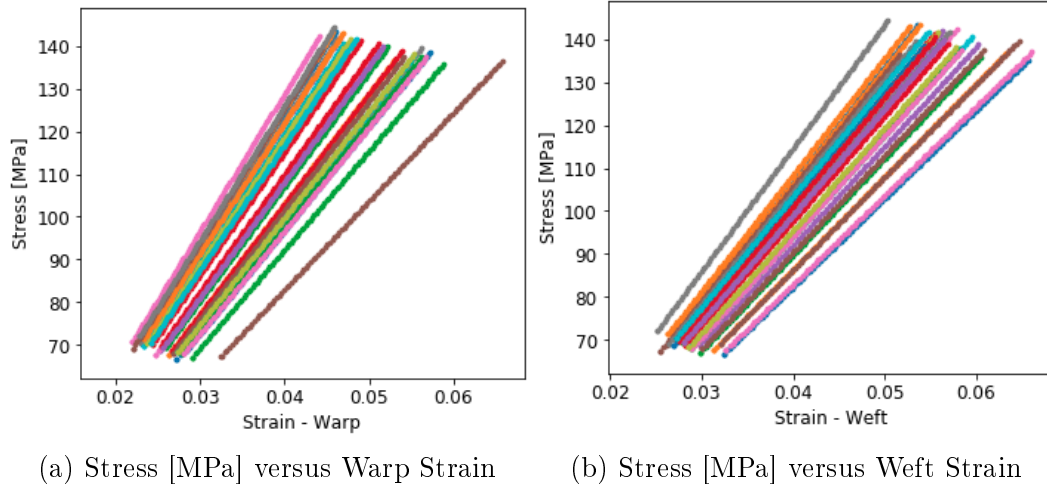 140
130
120
110
100
90
80
70
Stress [MPa]
0.02 0.03 0.04 0.05 0.06
Strain - Warp
140
130
120
110
100
90
80
70
Stress [MPa]
0.02 0.03 0.04 0.05 0.06
Strain - Weft
(a) Stress [MPa] versus Warp Strain
(b) Stress [MPa] versus Weft Strain